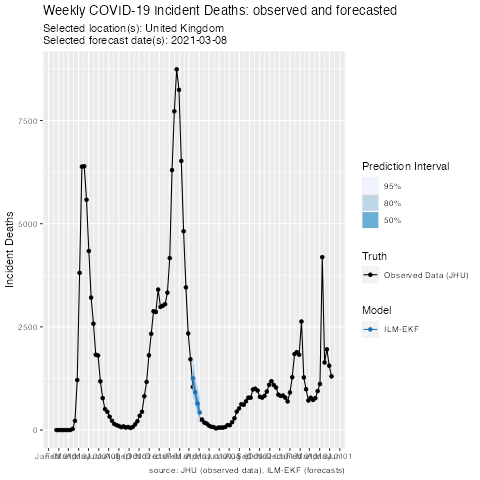 Weekly COVID-19 Incident Deaths: observed and forecasted
Selected location(s): United Kingdom
Selected forecast date(s): 2021-03-08
Incident Deaths
7500
5000
2500
0
source: JHU (observed data), ILM-EKF (forecasts)
Prediction Interval
95%
80%
50%
Truth
Observed Data (JHU)
Model
ILM-EKF